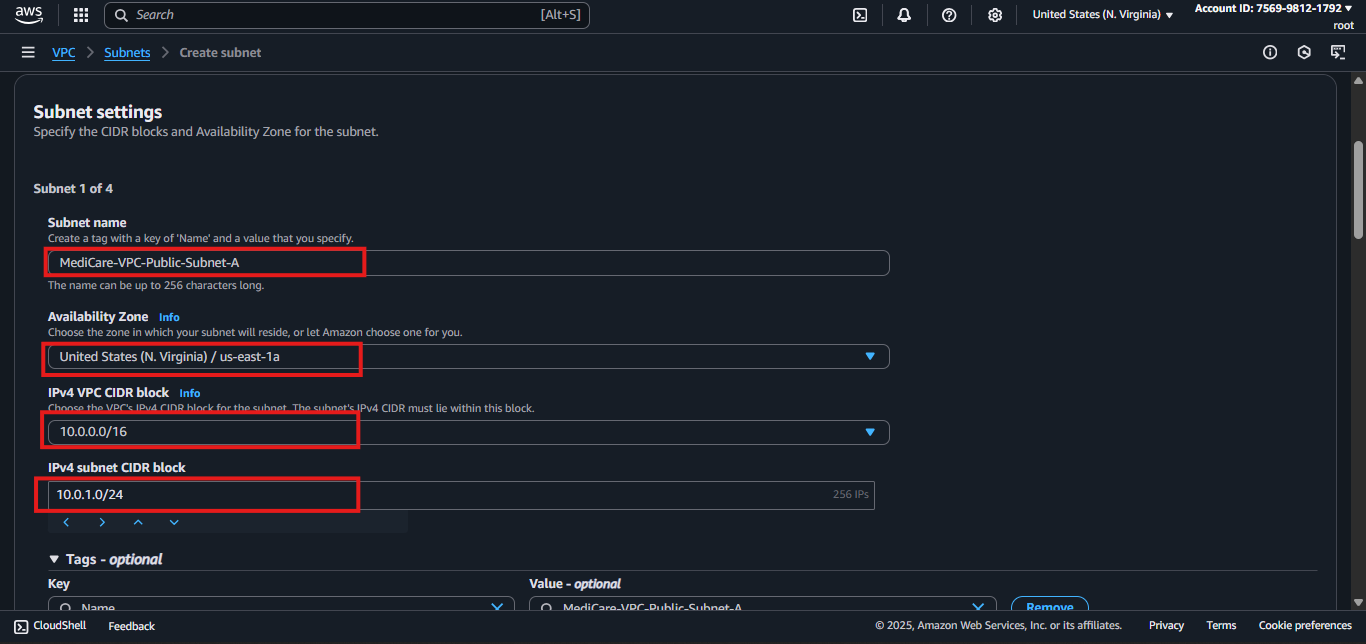 aws
Search [Alt+S]
United States (N. Virginia) ▼
Account ID: 7569-9812-1792 ▼
root
VPC > Subnets > Create subnet
Subnet settings
Specify the CIDR blocks and Availability Zone for the subnet.
Subnet 1 of 4
Subnet name
Create a tag with a key of 'Name' and a value that you specify.
MediCare-VPC-Public-Subnet-A
The name can be up to 256 characters long.
Availability Zone Info
Choose the zone in which your subnet will reside, or let Amazon choose one for you.
United States (N. Virginia) / us-east-1a
IPv4 VPC CIDR block Info
Choose the VPC's IPv4 CIDR block for the subnet. The subnet's IPv4 CIDR must lie within this block.
10.0.0.0/16
IPv4 subnet CIDR block
10.0.1.0/24 256 IPs
Tags - optional
Key Value - optional
Name MediCare-VPC-Public-Subnet-A Remove
CloudShell Feedback © 2025, Amazon Web Services, Inc. or its affiliates. Privacy Terms Cookie preferences